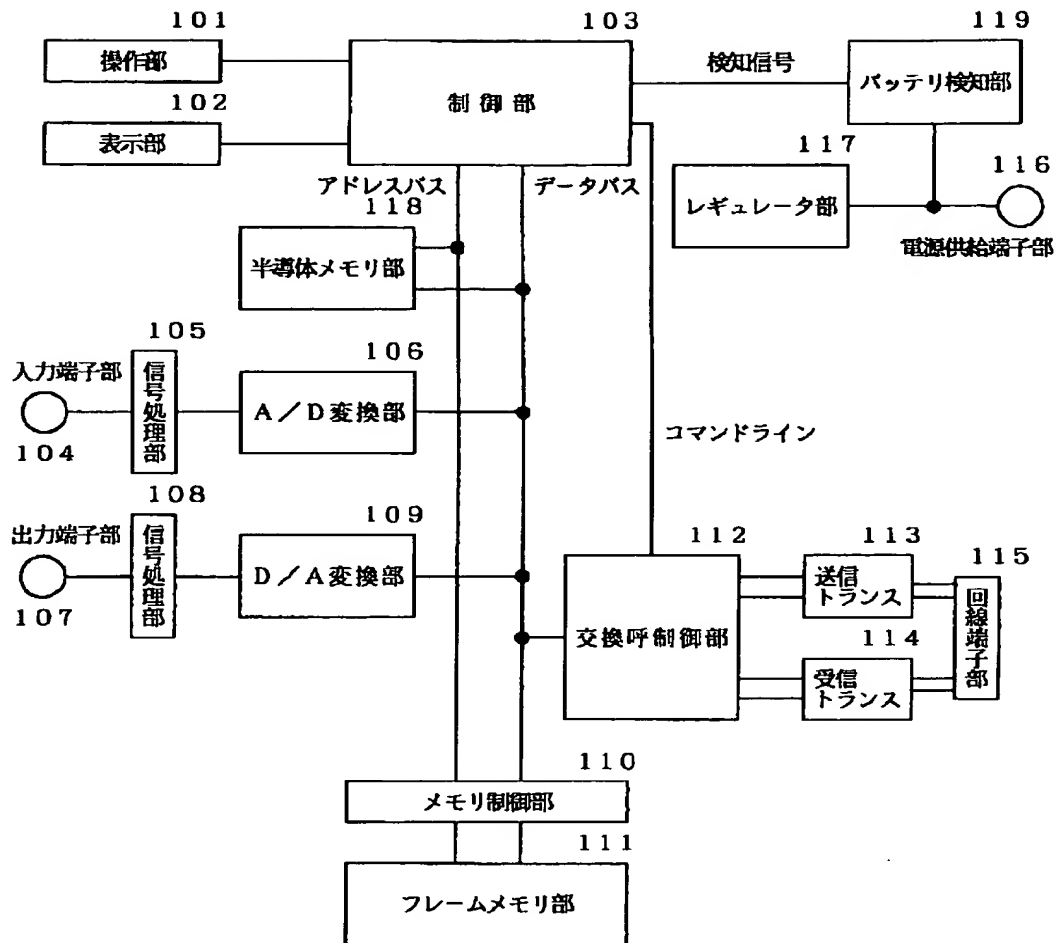 101
操作部
102
表示部
103
制御部
検知信号
119
バッテリ検知部
117
レギュレータ部
116
電源供給端子部
アドレスバス
データバス
118
半導体メモリ部
105
入力端子部
信号処理部
104
106
A/D変換部
コマンドライン
108
出力端子部
信号処理部
107
109
D/A変換部
112
交換呼制御部
113
送信
トランス
114
受信
トランス
115
回線端子部
110
メモリ制御部
111
フレームメモリ部